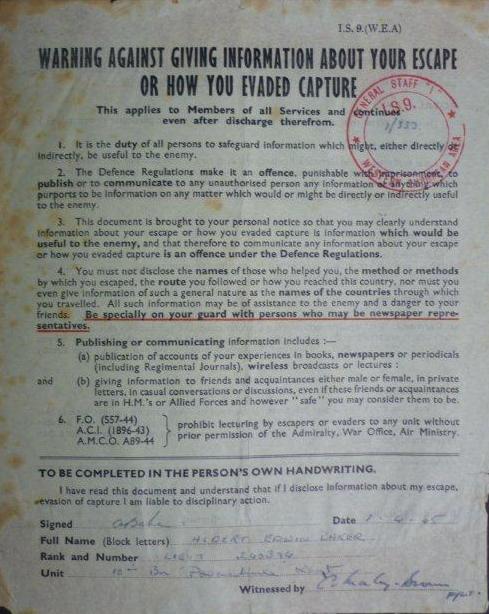 I.S. 9. (W.E.A)
WARNING AGAINST GIVING INFORMATION ABOUT YOUR ESCAPE
OR HOW YOU EVADED CAPTURE
GENERAL STAFF "I"
I.S.9.
This applies to Members of all Services and continues
even after discharge therefrom.
1. It is the duty of all persons to safeguard information which might, either directly or
indirectly, be useful to the enemy.
2. The Defence Regulations make it an offence, punishable with imprisonment, to
publish or to communicate to any unauthorised person any information or anything which
purports to be information on any matter which would or might be directly or indirectly useful
to the enemy.
3. This document is brought to your personal notice so that you may clearly understand
information about your escape or how you evaded capture is information which would be
useful to the enemy, and that therefore to communicate any information about your escape
or how you evaded capture is an offence under the Defence Regulations.
4. You must not disclose the names of those who helped you, the method or methods
by which you escaped, the route you followed or how you reached this country, nor must you
even give information of such a general nature as the names of the countries through which
you travelled. All such information may be of assistance to the enemy and a danger to your
friends. Be specially on your guard with persons who may be newspaper repre-
sentatives.
5. Publishing or communicating information includes :—
(a) publication of accounts of your experiences in books, newspapers or periodicals
(including Regimental Journals), wireless broadcasts or lectures :
and (b) giving information to friends and acquaintances either male or female, in private
letters, in casual conversations or discussions, even if these friends or acquaintances
are in H.M.'s or Allied Forces and however "safe" you may consider them to be.
6. F.O. (S57-44)
A.C.I. (1896-43)
A.M.C.O. A89-44
prohibit lecturing by escapers or evaders to any unit without
prior permission of the Admiralty, War Office, Air Ministry.
TO BE COMPLETED IN THE PERSON'S OWN HANDWRITING.
I have read this document and understand that if I disclose information about my escape,
evasion of capture I am liable to disciplinary action.
Signed Date
Full Name (Block letters) ALBERT EDWIN BAKER
Rank and Number LIEUT
Unit 10th Bn Parachute
Witnessed by